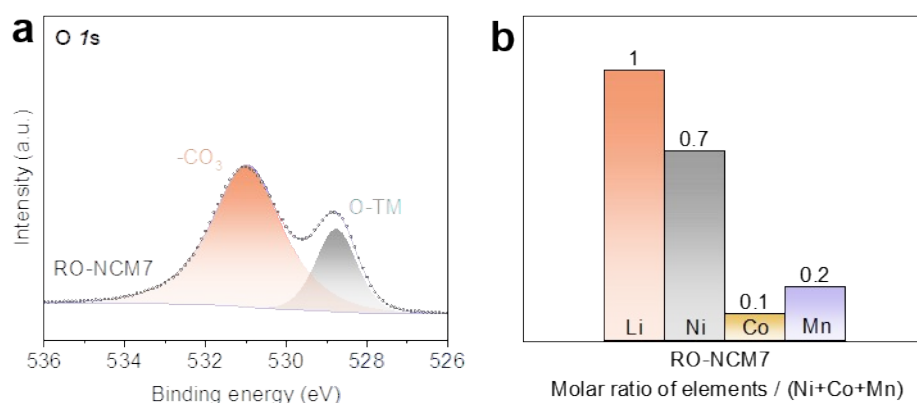 a
O 1s
Intensity (a.u.)
-CO₃
O-TM
RO-NCM7
536 534 532 530 528 526
Binding energy (eV)
b
1
0.7
0.1
0.2
Li Ni Co Mn
RO-NCM7
Molar ratio of elements / (Ni+Co+Mn)